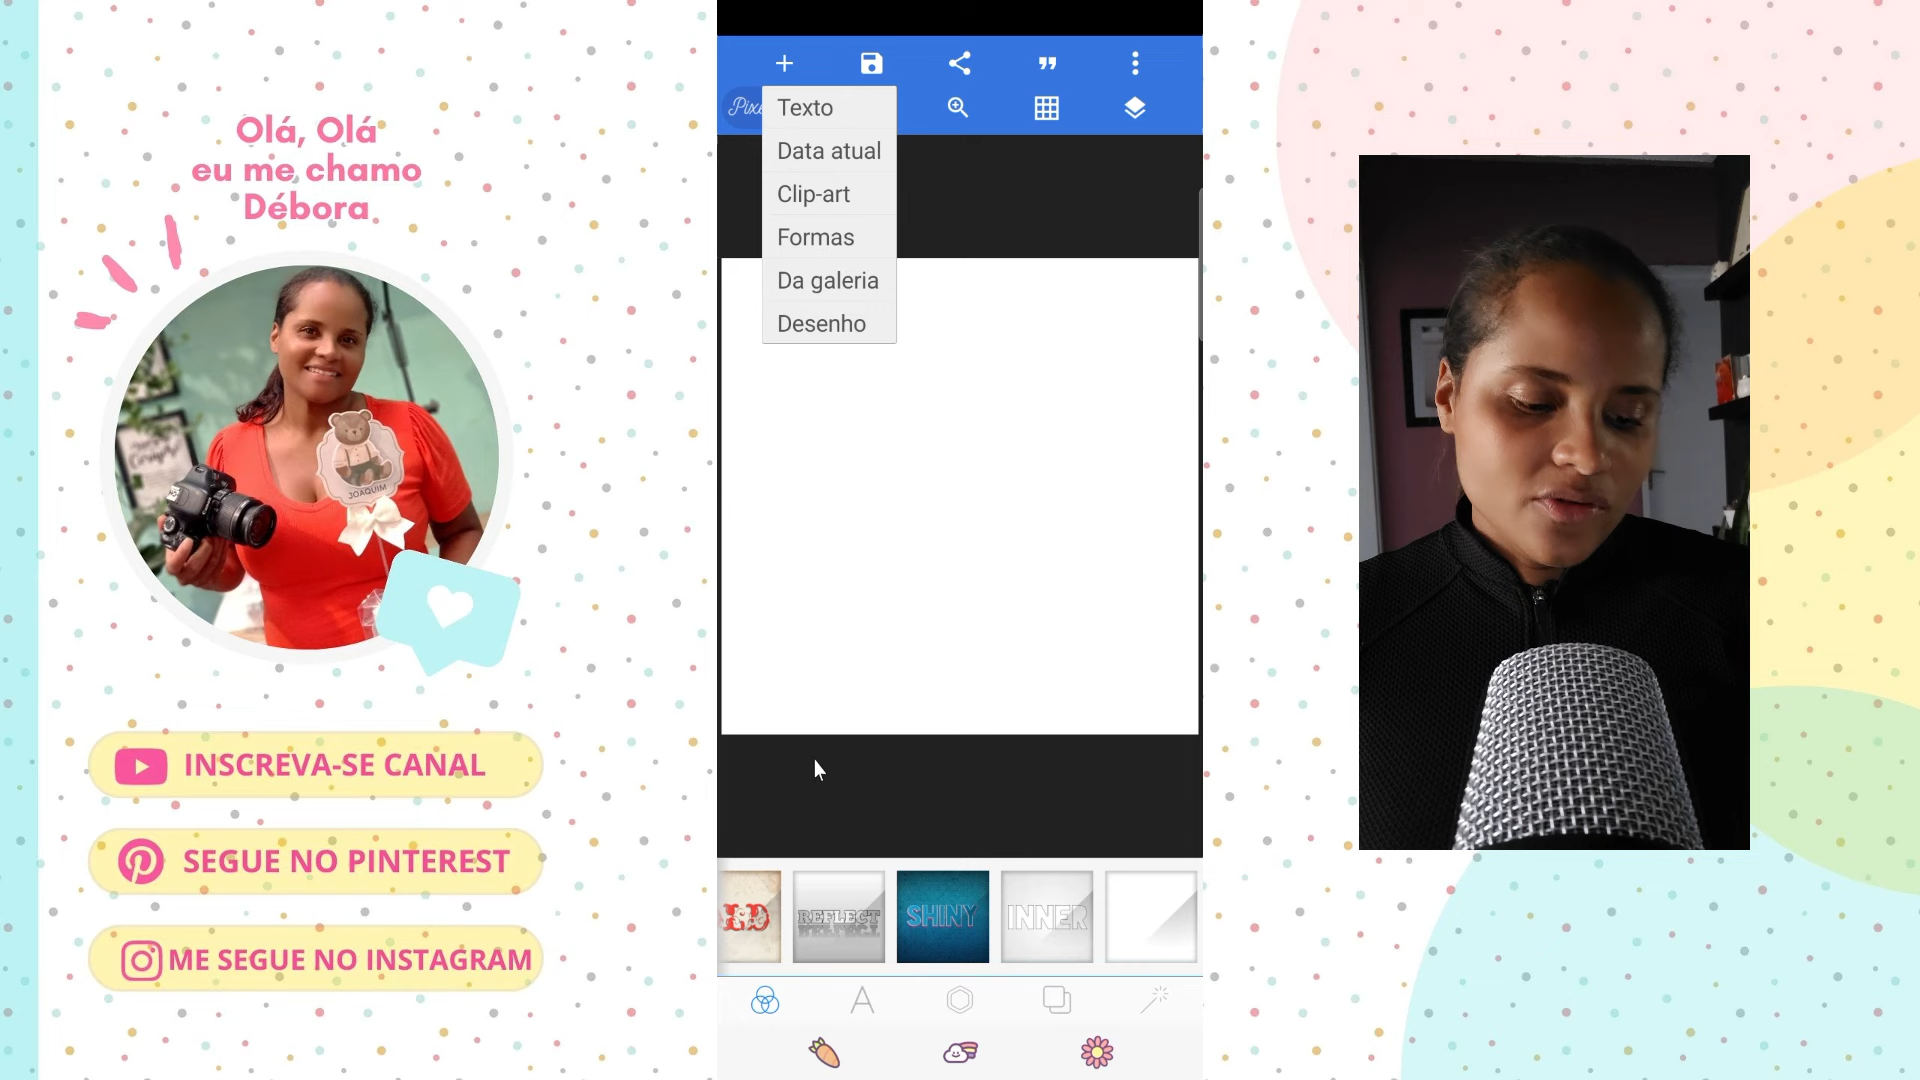 Olá, Olá
eu me chamo
Débora
JOAQUIM
INSCREVA-SE CANAL
SEGUE NO PINTEREST
ME SEGUE NO INSTAGRAM
Texto
Data atual
Clip-art
Formas
Da galeria
Desenho
REFLECT
SHINY
INNER
A